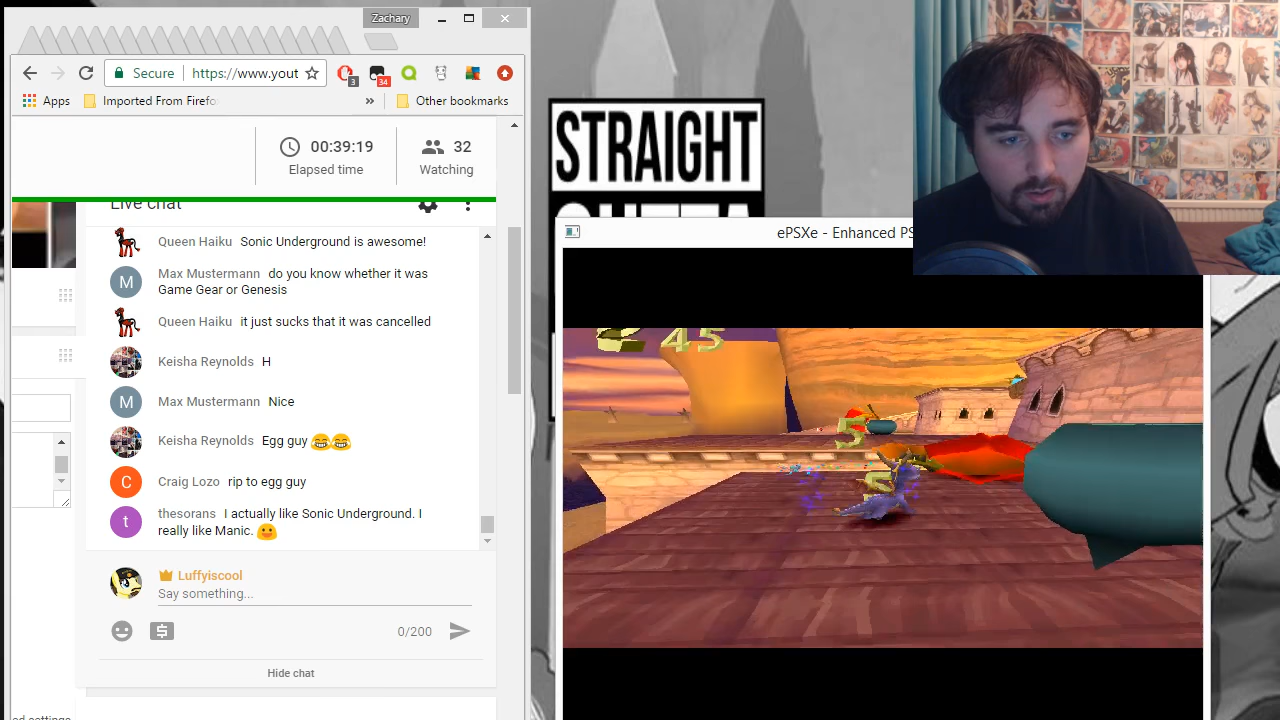 Zachary
Secure https://www.yout
3
34
Apps Imported From Firefo » Other bookmarks
00:39:19 32
Elapsed time Watching
Live chat
Queen Haiku Sonic Underground is awesome!
M Max Mustermann do you know whether it was
Game Gear or Genesis
Queen Haiku it just sucks that it was cancelled
Keisha Reynolds H
M Max Mustermann Nice
Keisha Reynolds Egg guy 😂😂
C Craig Lozo rip to egg guy
t thesorans I actually like Sonic Underground. I
really like Manic. 😛
Luffyiscool
Say something...
0/200
Hide chat
ed settings
STRAIGHT
ePSXe - Enhanced PS
45